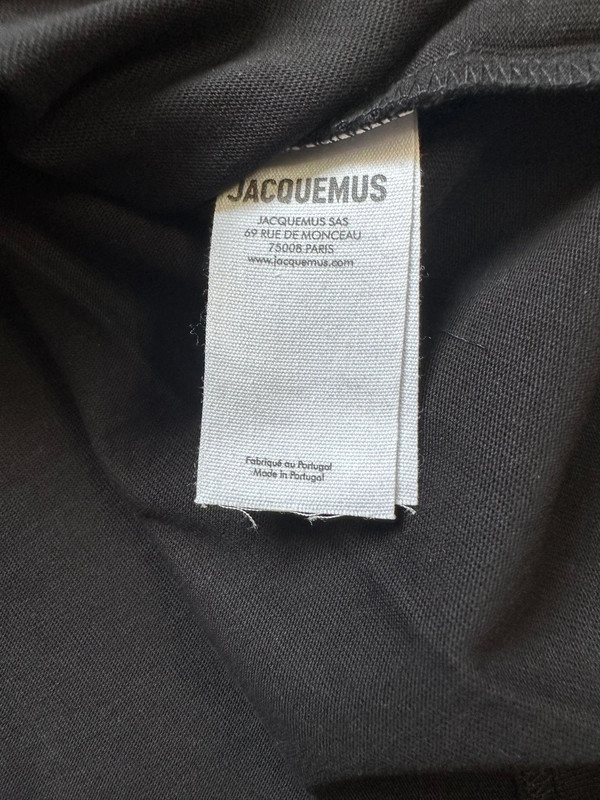 JACQUEMUS
JACQUEMUS SAS
69 RUE DE MONCEAU
75008 PARIS
www.jacquemus.com
Fabriqué au Portugal
Made in Portugal